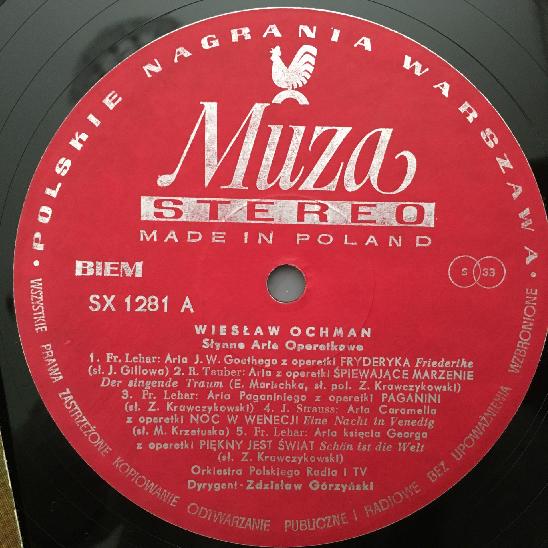 • POLSKIE NAGRANIA WARSZAWA •
Muza
STEREO
MADE IN POLAND
BIEM
S 33
SX 1281 A
WIESŁAW OCHMAN
Słynne Arie Operetkowe
1. Fr. Lehar: Aria J. W. Goethego z operetki FRYDERYKA Friederike
(sł. J. Gillowa) 2. R. Tauber: Aria z operetki ŚPIEWAJĄCE MARZENIE
Der singende Traum (E. Marischka, sł. pol. Z. Krawczykowski)
3. Fr. Lehar: Aria Paganiniego z operetki PAGANINI
(sł. Z. Krawczykowski) 4. J. Strauss: Aria Caramella
z operetki NOC W WENECJI Eine Nacht in Venedig
(sł. M. Krzetuska) 5. Fr. Lehar: Aria księcia George
z operetki PIĘKNY JEST ŚWIAT Schön ist die Welt
(sł. Z. Krawczykowski)
Orkiestra Polskiego Radia i TV
Dyrygent - Zdzisław Górzyński
WSZYSTKIE PRAWA ZASTRZEŻONE KOPIOWANIE ODTWARZANIE PUBLICZNE I RADIOWE BEZ UPOWAŻNIENIA WZBRONIONE